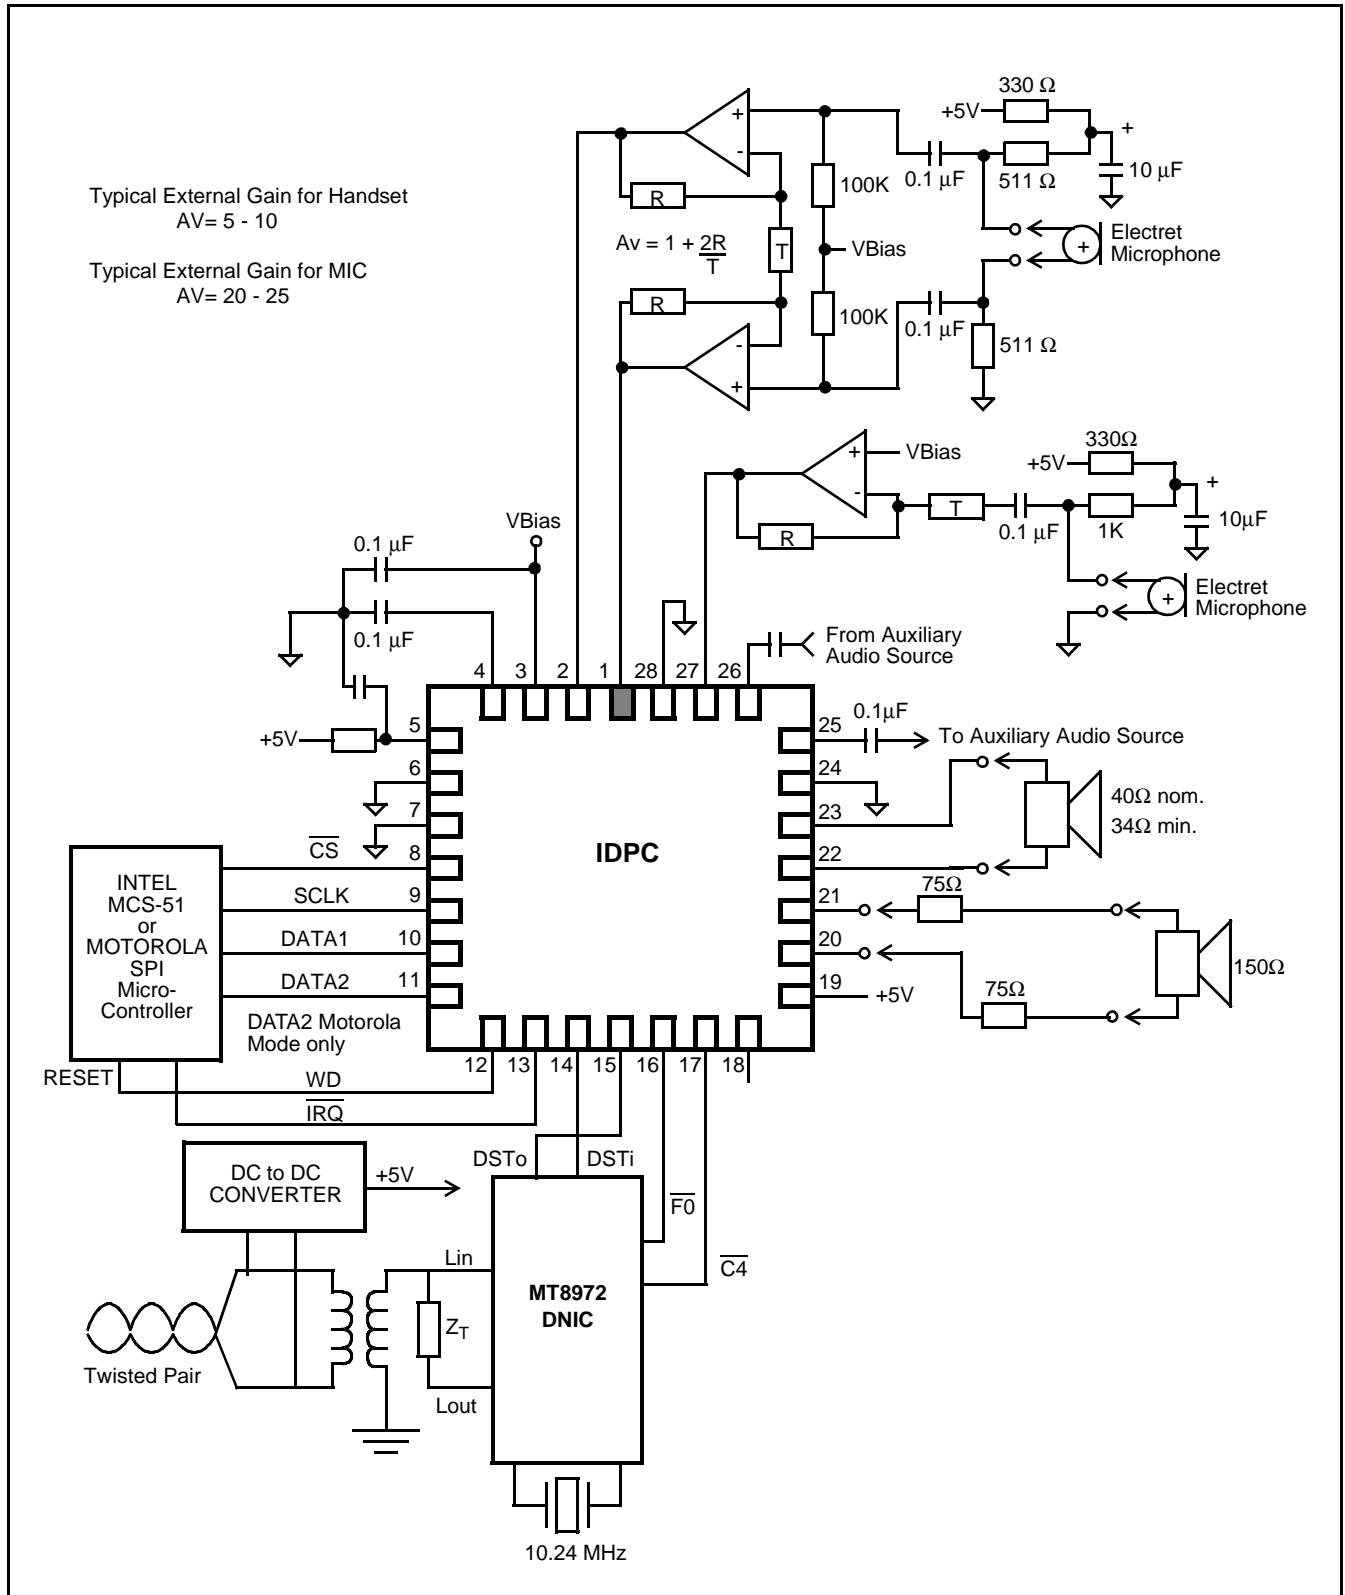 330 Ω
+5V
+
0.1 μF
511 Ω
10 μF
+
-
R
100K
Typical External Gain for Handset
AV= 5 - 10
Av = 1 + 2R
T
T
VBias
Electret
Microphone
+
Typical External Gain for MIC
AV= 20 - 25
R
100K
0.1 μF
511 Ω
-
+
330Ω
+5V
+
+
VBias
-
T
R
0.1 μF
1K
10μF
VBias
0.1 μF
0.1 μF
Electret
Microphone
+
From Auxiliary
Audio Source
4
3
2
1
28
27
26
5
+5V
25
0.1μF
To Auxiliary Audio Source
6
24
7
23
40Ω nom.
34Ω min.
IDPC
CS
8
22
INTEL
MCS-51
or
MOTOROLA
SPI
Micro-
Controller
SCLK
9
21
75Ω
DATA1
10
20
150Ω
DATA2
11
19
+5V
75Ω
DATA2 Motorola
Mode only
12
13
14
15
16
17
18
RESET
WD
IRQ
DSTo
DSTi
DC to DC
CONVERTER
+5V
F0
C4
Lin
MT8972
DNIC
ZT
Twisted Pair
Lout
10.24 MHz